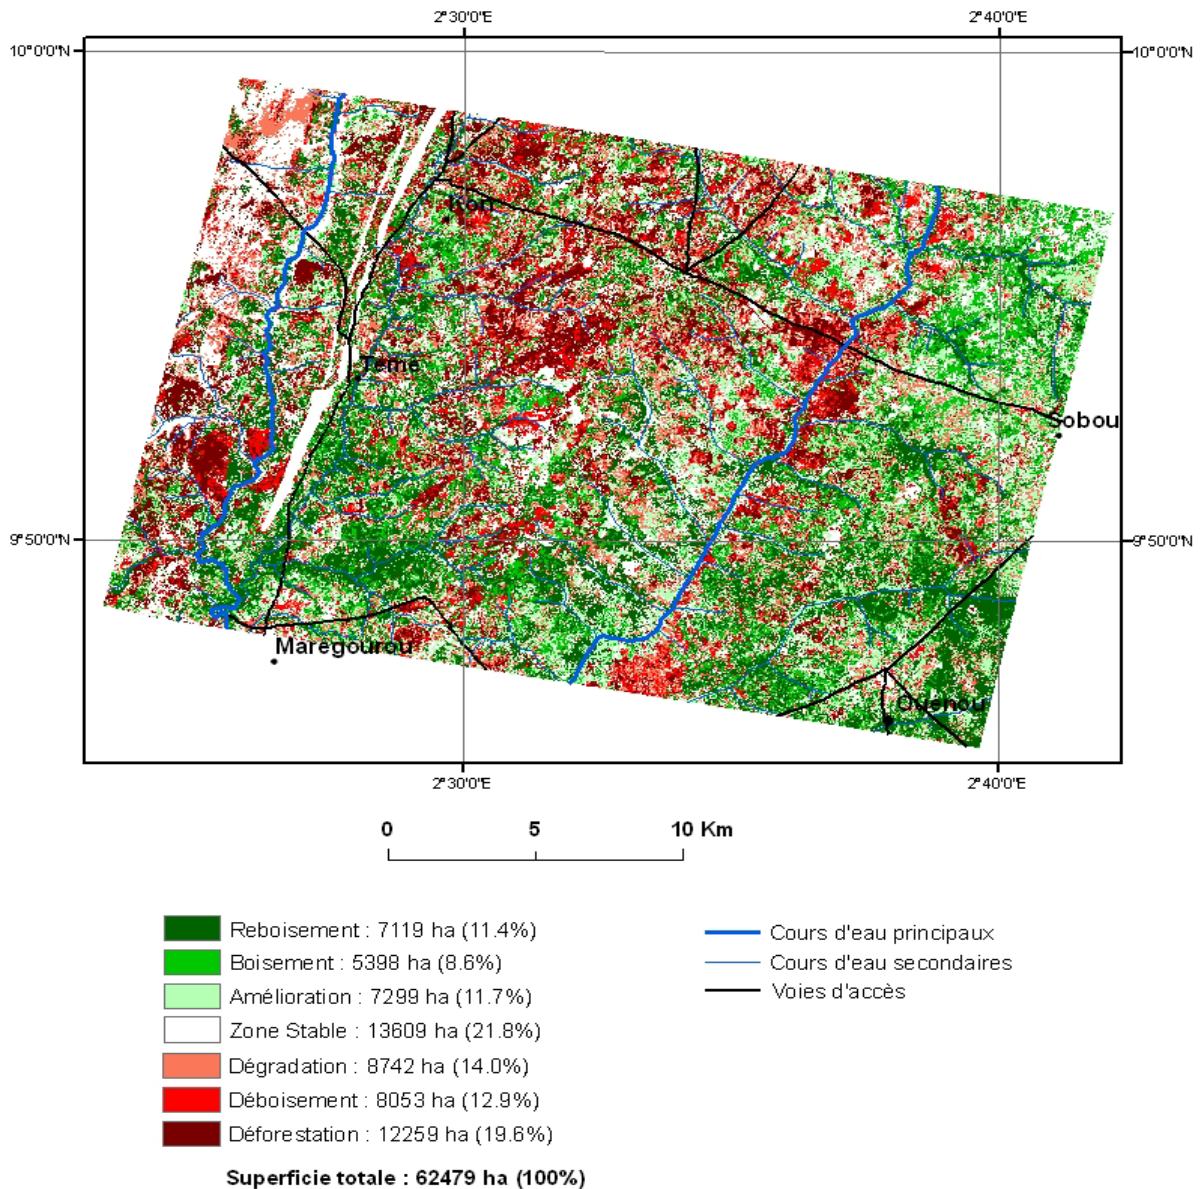 2°30'0"E 2°40'0"E
10°0'0"N 10°0'0"N
Kori
Témé
Sobou
9°50'0"N 9°50'0"N
Marégourou
Ouénou
2°30'0"E 2°40'0"E
0 5 10 Km
Reboisement : 7119 ha (11.4%)
Boisement : 5398 ha (8.6%)
Amélioration : 7299 ha (11.7%)
Zone Stable : 13609 ha (21.8%)
Dégradation : 8742 ha (14.0%)
Déboisement : 8053 ha (12.9%)
Déforestation : 12259 ha (19.6%)
Superficie totale : 62479 ha (100%)
Cours d'eau principaux
Cours d'eau secondaires
Voies d'accès